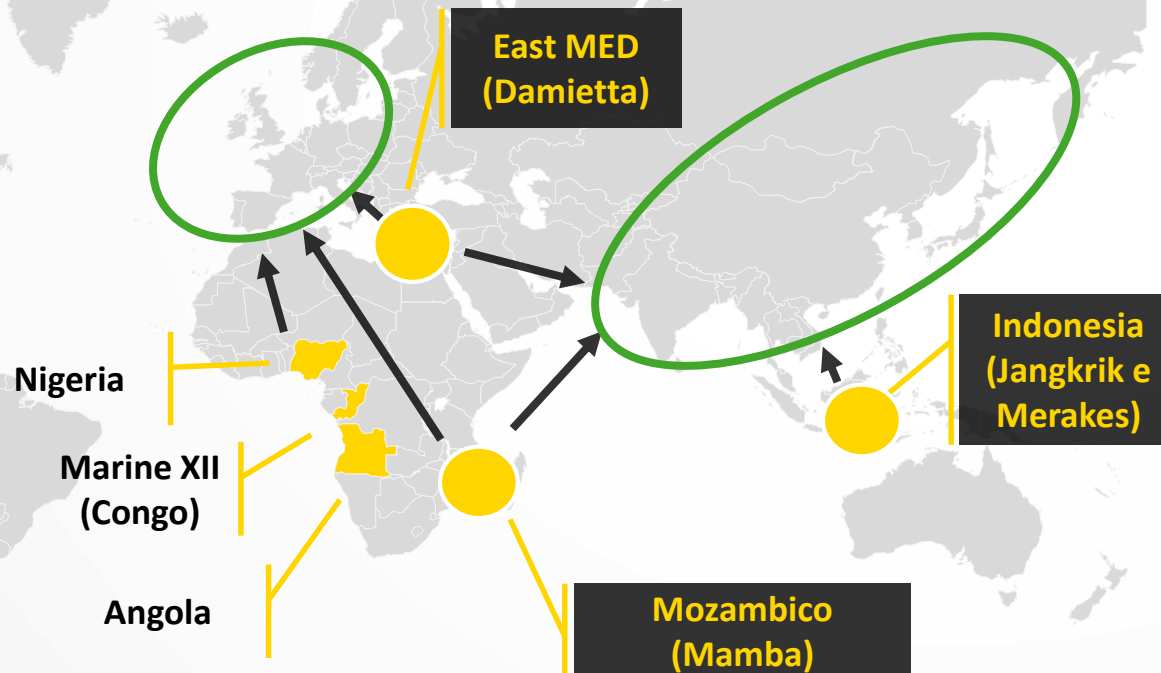 East MED
(Damietta)
Indonesia
(Jangkrik e
Merakes)
Nigeria
Marine XII
(Congo)
Angola
Mozambico
(Mamba)